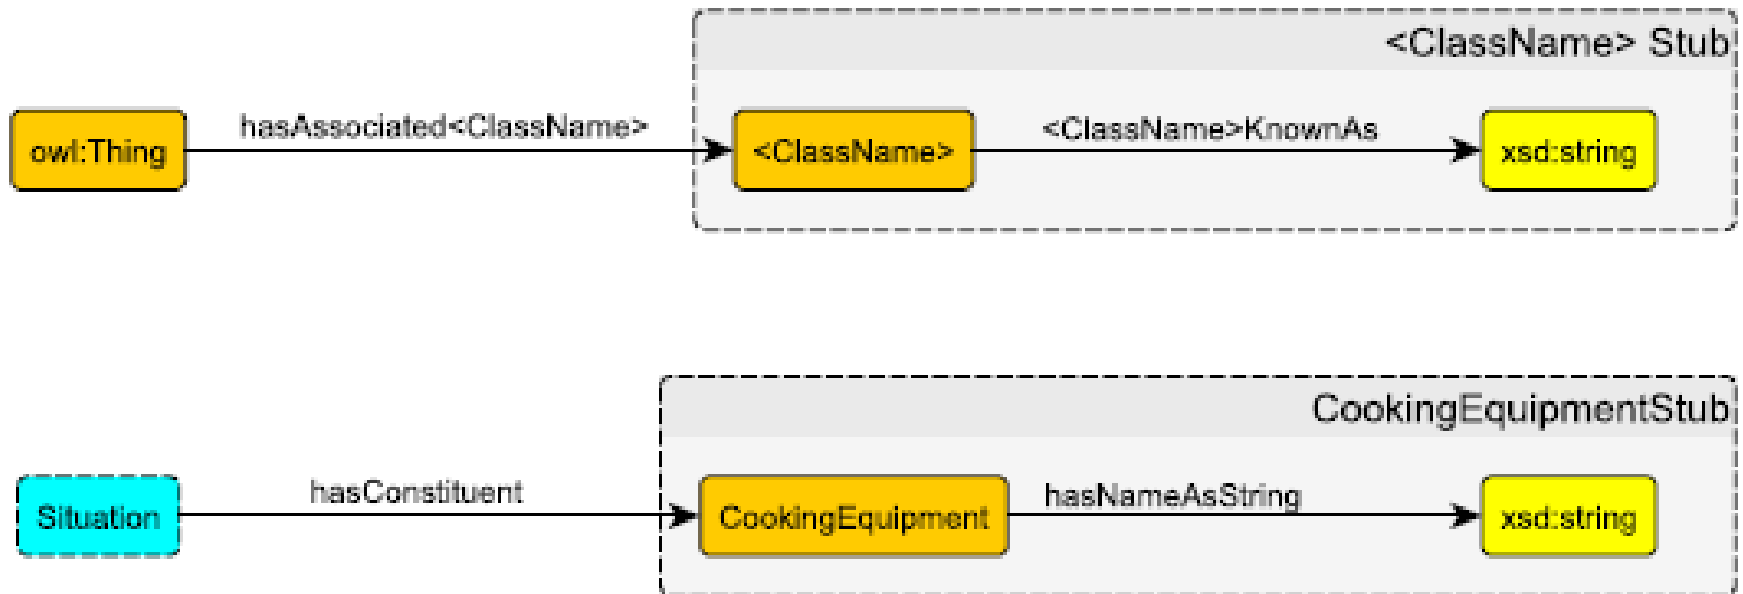 <ClassName> Stub
hasAssociated<ClassName>
<ClassName>KnownAs
owl:Thing
<ClassName>
xsd:string
CookingEquipmentStub
hasConstituent
hasNameAsString
Situation
CookingEquipment
xsd:string